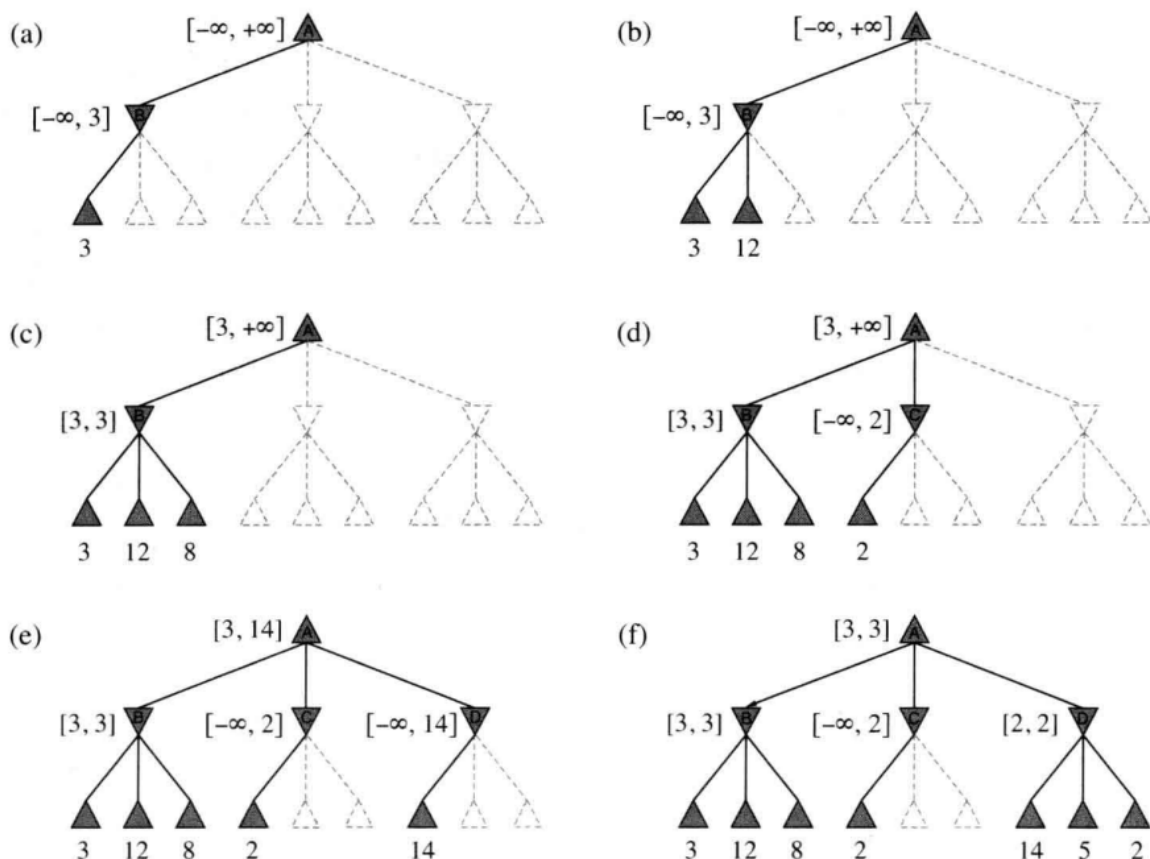 (a) [-∞, +∞] A
[-∞, 3] B
3
(b) [-∞, +∞] A
[-∞, 3] B
3 12
(c) [3, +∞] A
[3, 3] B
3 12 8
(d) [3, +∞] A
[3, 3] B [-∞, 2] C
3 12 8 2
(e) [3, 14] A
[3, 3] B [-∞, 2] C [-∞, 14] D
3 12 8 2 14
(f) [3, 3] A
[3, 3] B [-∞, 2] C [2, 2] D
3 12 8 2 14 5 2